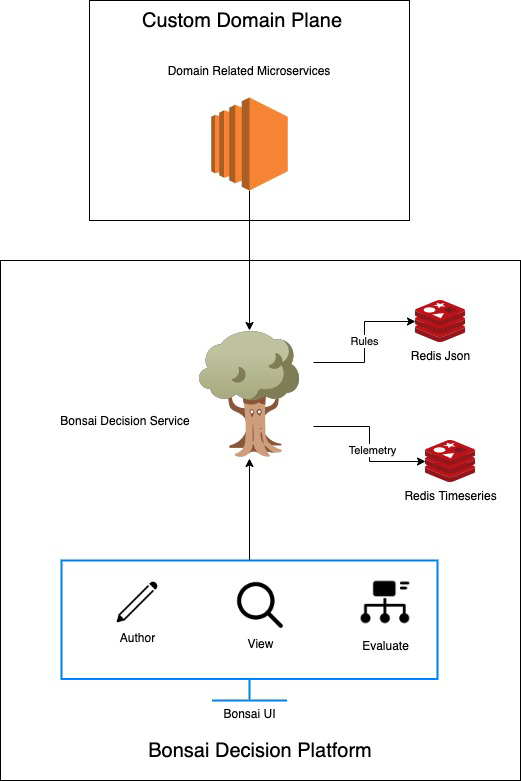 Custom Domain Plane
Domain Related Microservices
Rules
Redis Json
Bonsai Decision Service
Telemetry
Redis Timeseries
Author
View
Evaluate
Bonsai UI
Bonsai Decision Platform